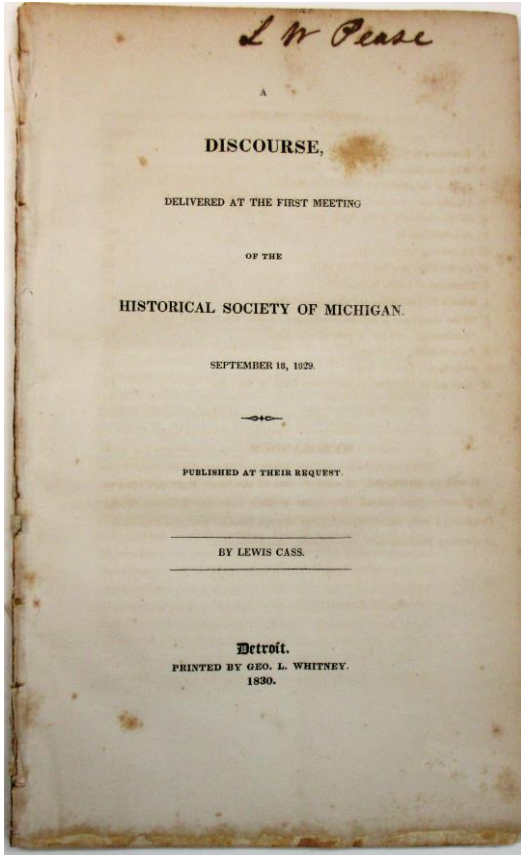 L W Pease
A
DISCOURSE,
DELIVERED AT THE FIRST MEETING
OF THE
HISTORICAL SOCIETY OF MICHIGAN.
SEPTEMBER 18, 1829.
PUBLISHED AT THEIR REQUEST.
BY LEWIS CASS.
Detroit.
PRINTED BY GEO. L. WHITNEY.
1830.